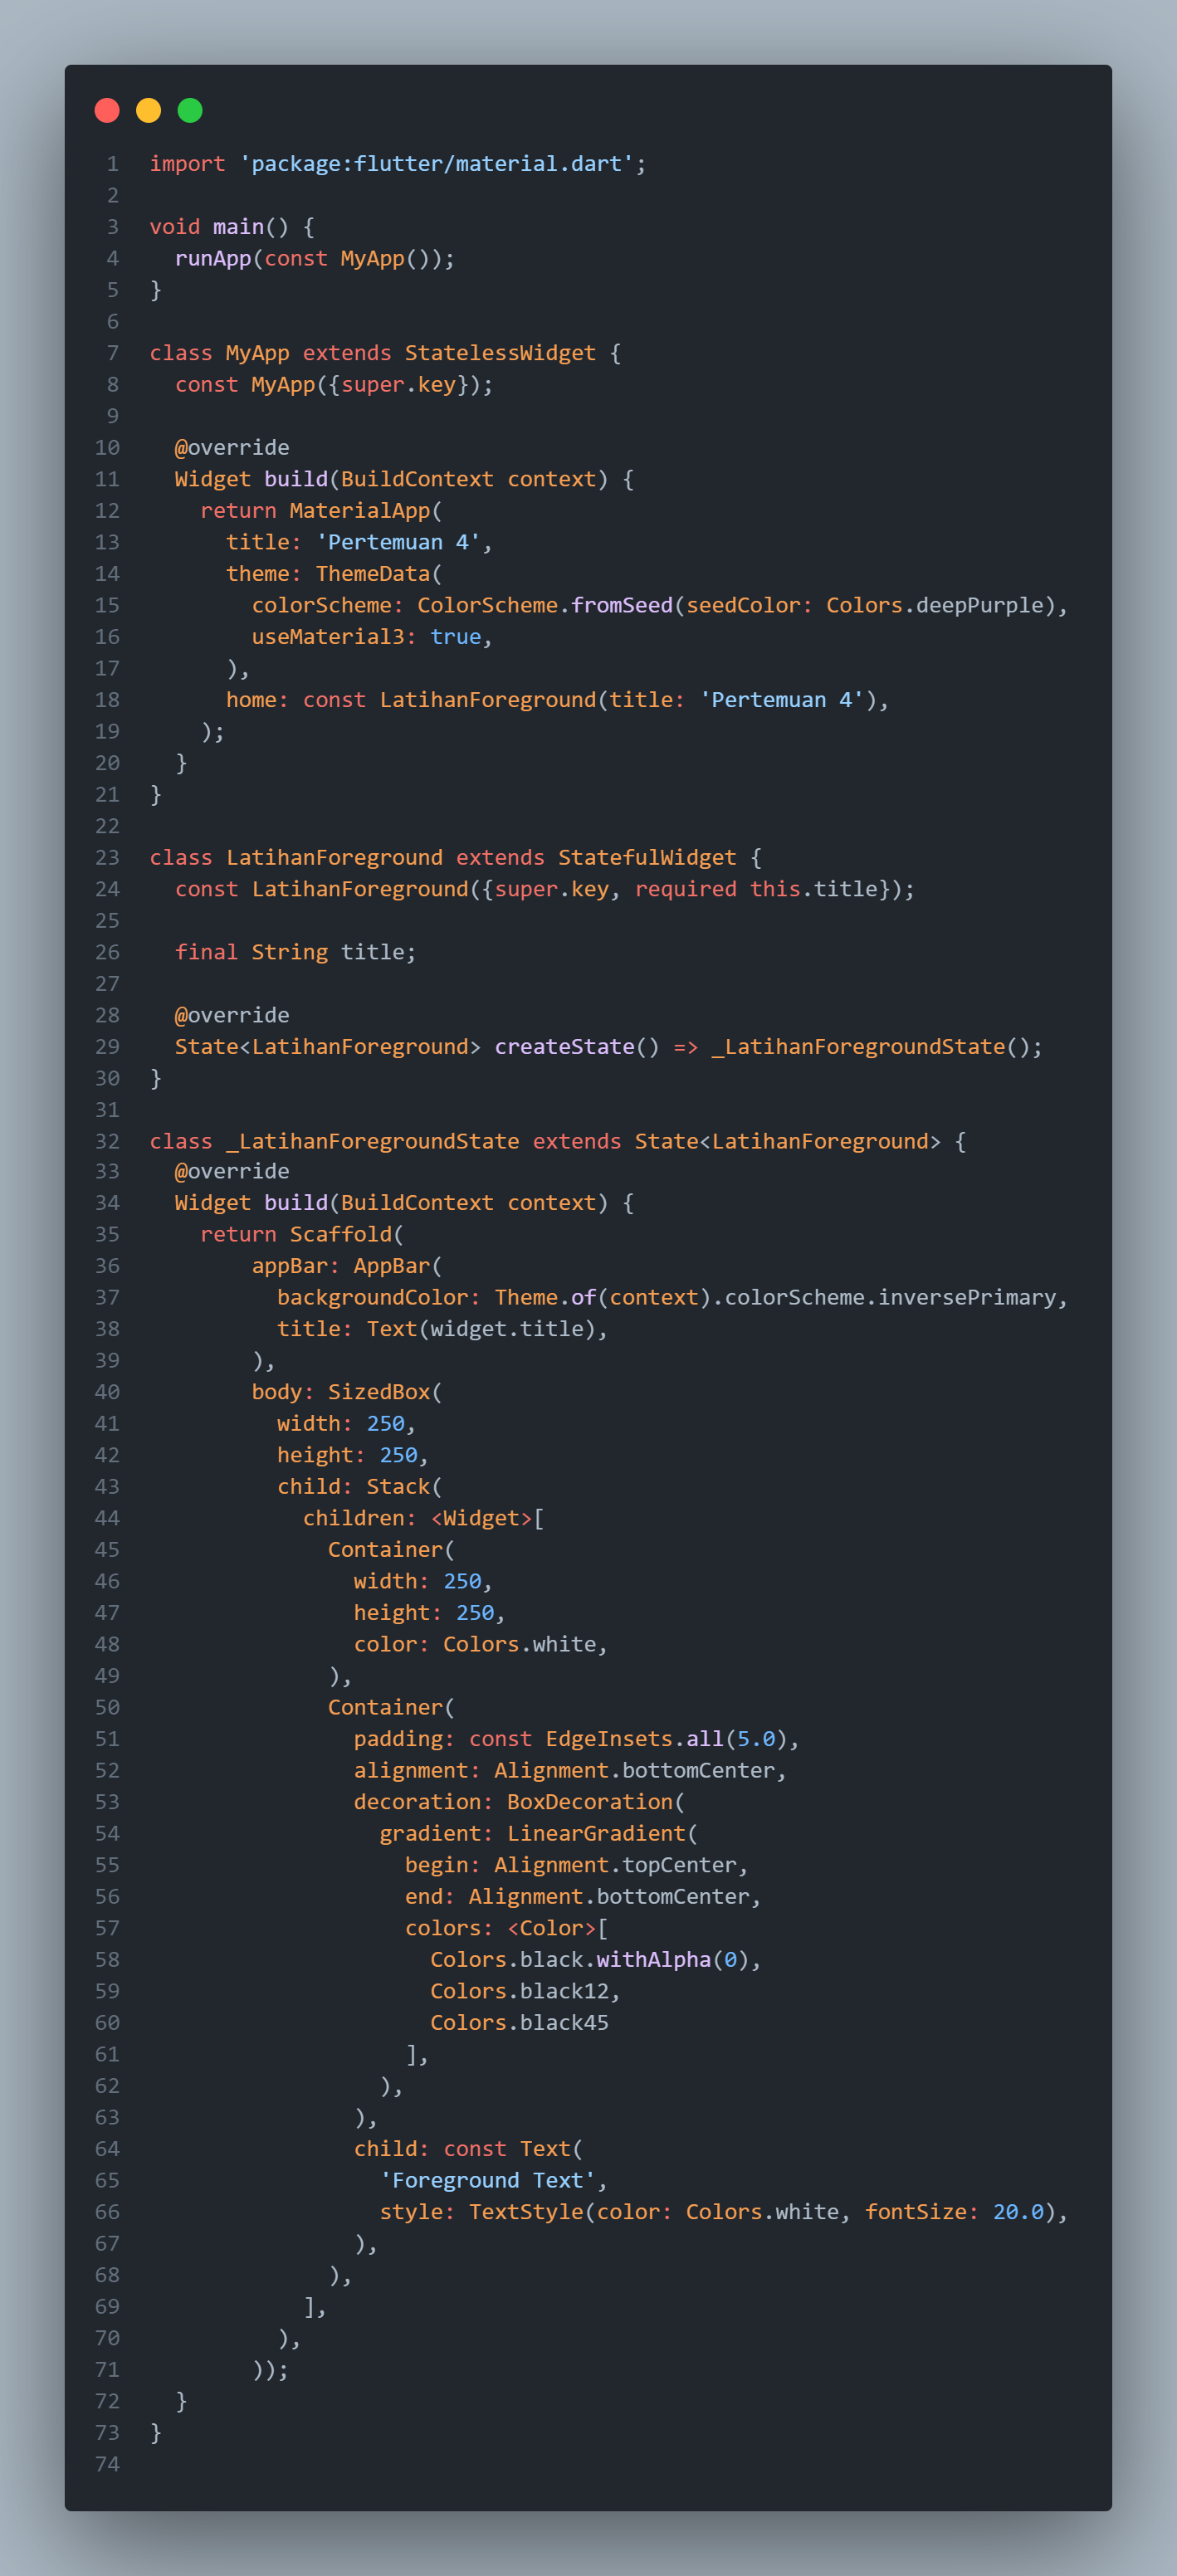 1 import 'package:flutter/material.dart';
2
3 void main() {
4   runApp(const MyApp());
5 }
6
7 class MyApp extends StatelessWidget {
8   const MyApp({super.key});
9
10   @override
11   Widget build(BuildContext context) {
12     return MaterialApp(
13       title: 'Pertemuan 4',
14       theme: ThemeData(
15         colorScheme: ColorScheme.fromSeed(seedColor: Colors.deepPurple),
16         useMaterial3: true,
17       ),
18       home: const LatihanForeground(title: 'Pertemuan 4'),
19     );
20   }
21 }
22
23 class LatihanForeground extends StatefulWidget {
24   const LatihanForeground({super.key, required this.title});
25
26   final String title;
27
28   @override
29   State<LatihanForeground> createState() => _LatihanForegroundState();
30 }
31
32 class _LatihanForegroundState extends State<LatihanForeground> {
33   @override
34   Widget build(BuildContext context) {
35     return Scaffold(
36         appBar: AppBar(
37           backgroundColor: Theme.of(context).colorScheme.inversePrimary,
38           title: Text(widget.title),
39         ),
40         body: SizedBox(
41           width: 250,
42           height: 250,
43           child: Stack(
44             children: <Widget>[
45               Container(
46                 width: 250,
47                 height: 250,
48                 color: Colors.white,
49               ),
50               Container(
51                 padding: const EdgeInsets.all(5.0),
52                 alignment: Alignment.bottomCenter,
53                 decoration: BoxDecoration(
54                   gradient: LinearGradient(
55                     begin: Alignment.topCenter,
56                     end: Alignment.bottomCenter,
57                     colors: <Color>[
58                       Colors.black.withAlpha(0),
59                       Colors.black12,
60                       Colors.black45
61                     ],
62                   ),
63                 ),
64                 child: const Text(
65                   'Foreground Text',
66                   style: TextStyle(color: Colors.white, fontSize: 20.0),
67                 ),
68               ),
69             ],
70           ),
71         ));
72   }
73 }
74